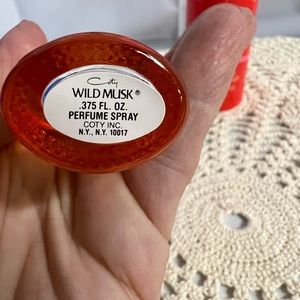 Coty
WILD MUSK®
.375 FL. OZ.
PERFUME SPRAY
COTY INC.
N.Y., N.Y. 10017